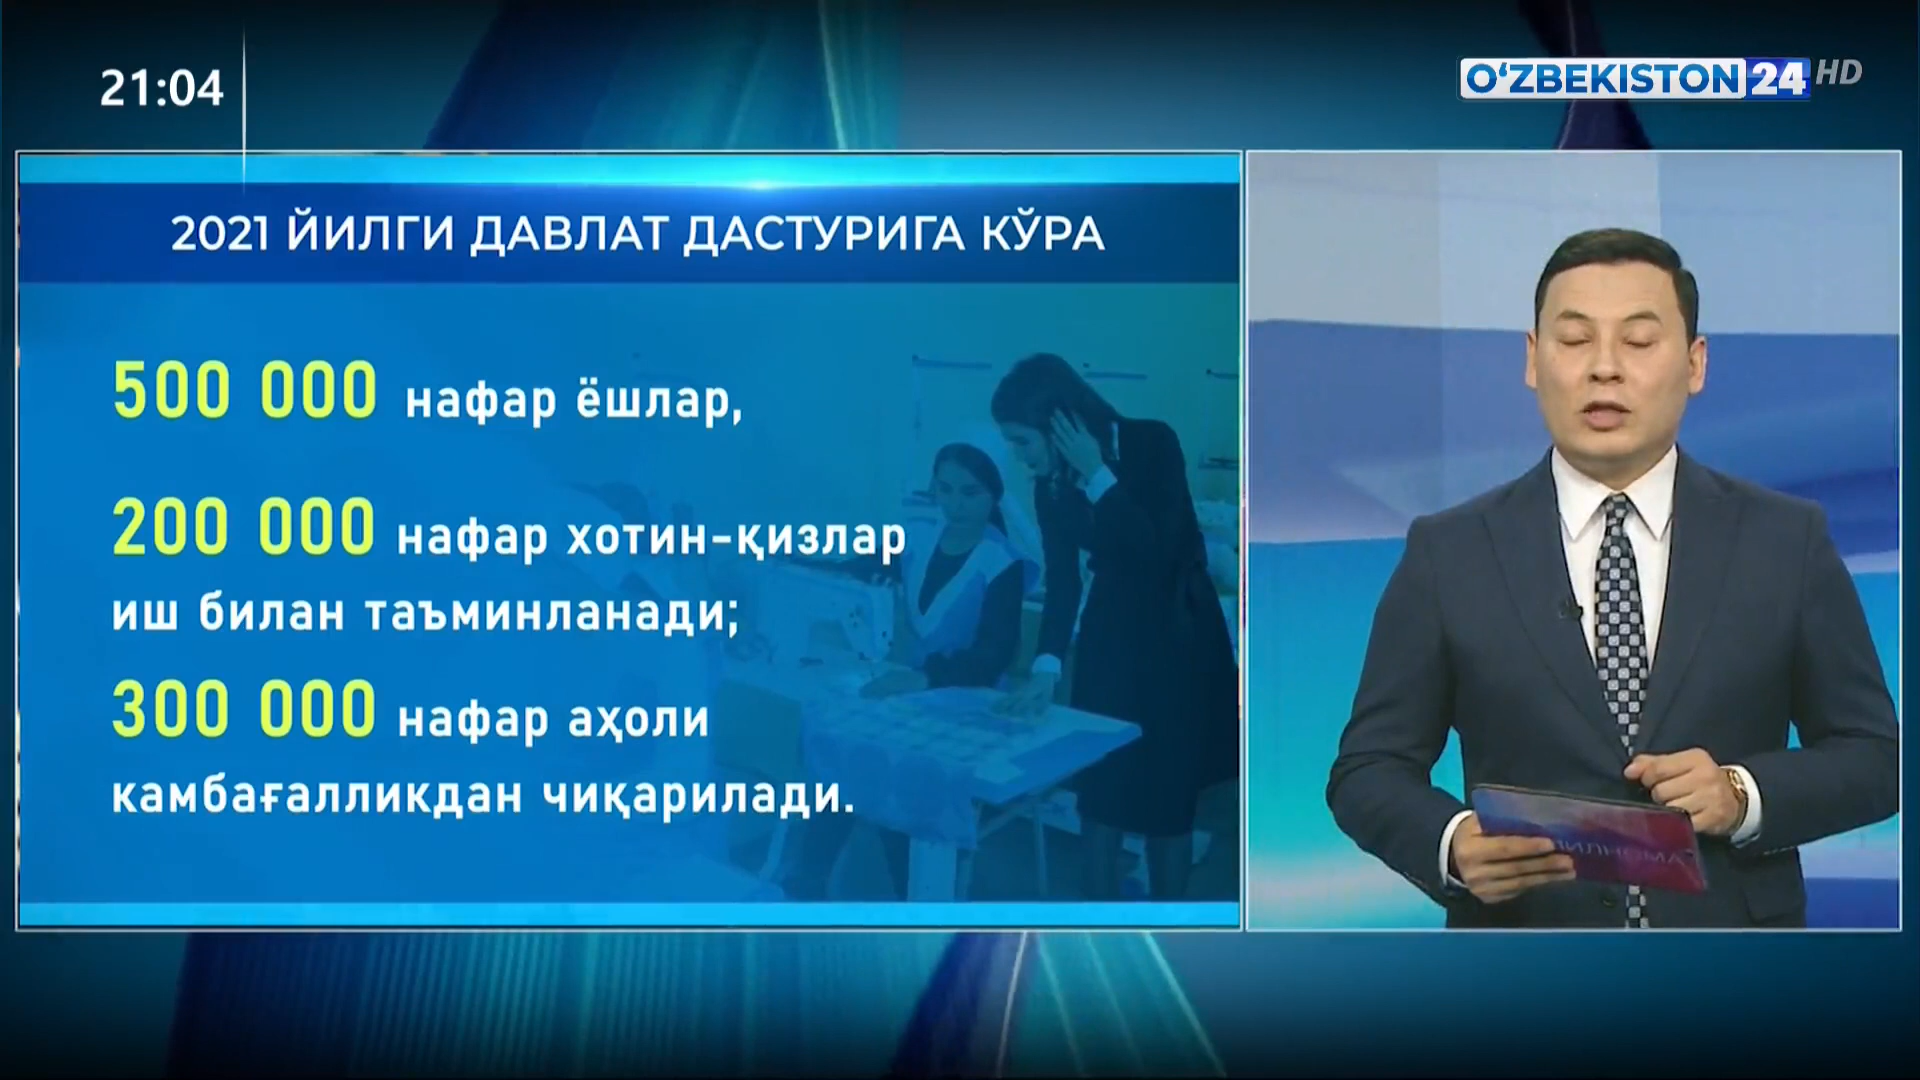 21:04
O‘ZBEKISTON 24 HD
2021 ЙИЛГИ ДАВЛАТ ДАСТУРИГА КЎРА
500 000 нафар ёшлар,
200 000 нафар хотин-қизлар
иш билан таъминланади;
300 000 нафар аҳоли
камбағалликдан чиқарилади.